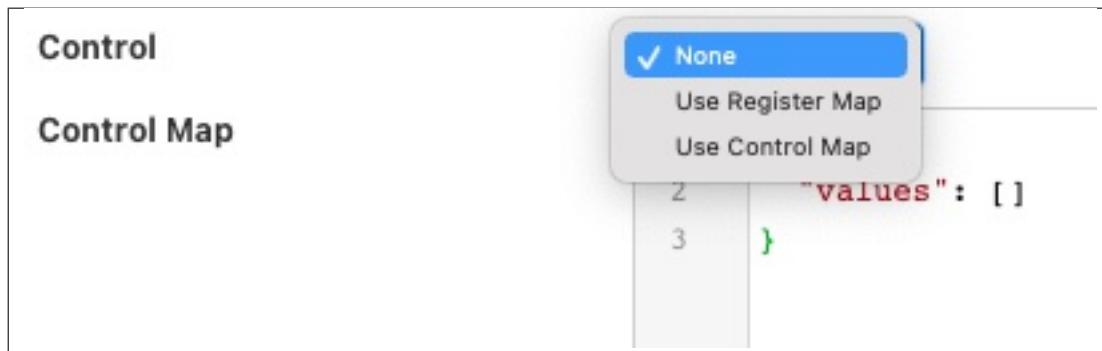 Control
✓ None
Use Register Map
Control Map
Use Control Map
2 "values": []
3 }